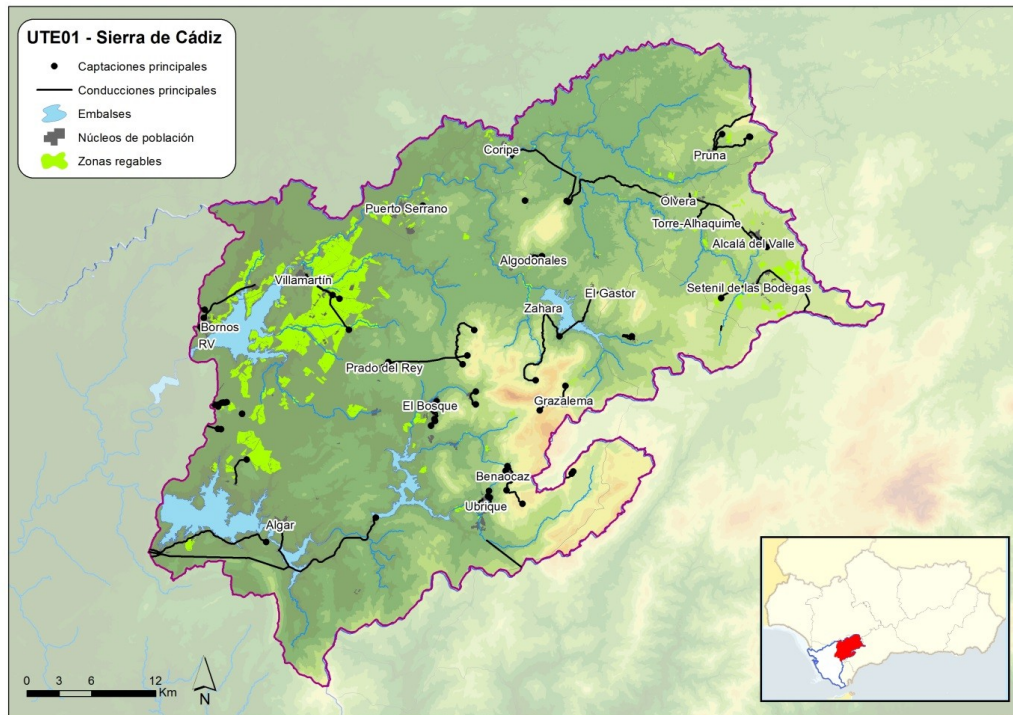 UTE01 - Sierra de Cádiz
Captaciones principales
Conducciones principales
Embalses
Núcleos de población
Zonas regables
Coripe
Pruna
Puerto Serrano
Olvera
Torre-Alhaquime
Alcalá del Valle
Algodonales
Villamartín
El Gastor
Setenil de las Bodegas
Zahara
Bornos
RV
Prado del Rey
Grazalema
El Bosque
Benaocaz
Ubrique
Algar
0 3 6 12
Km
N